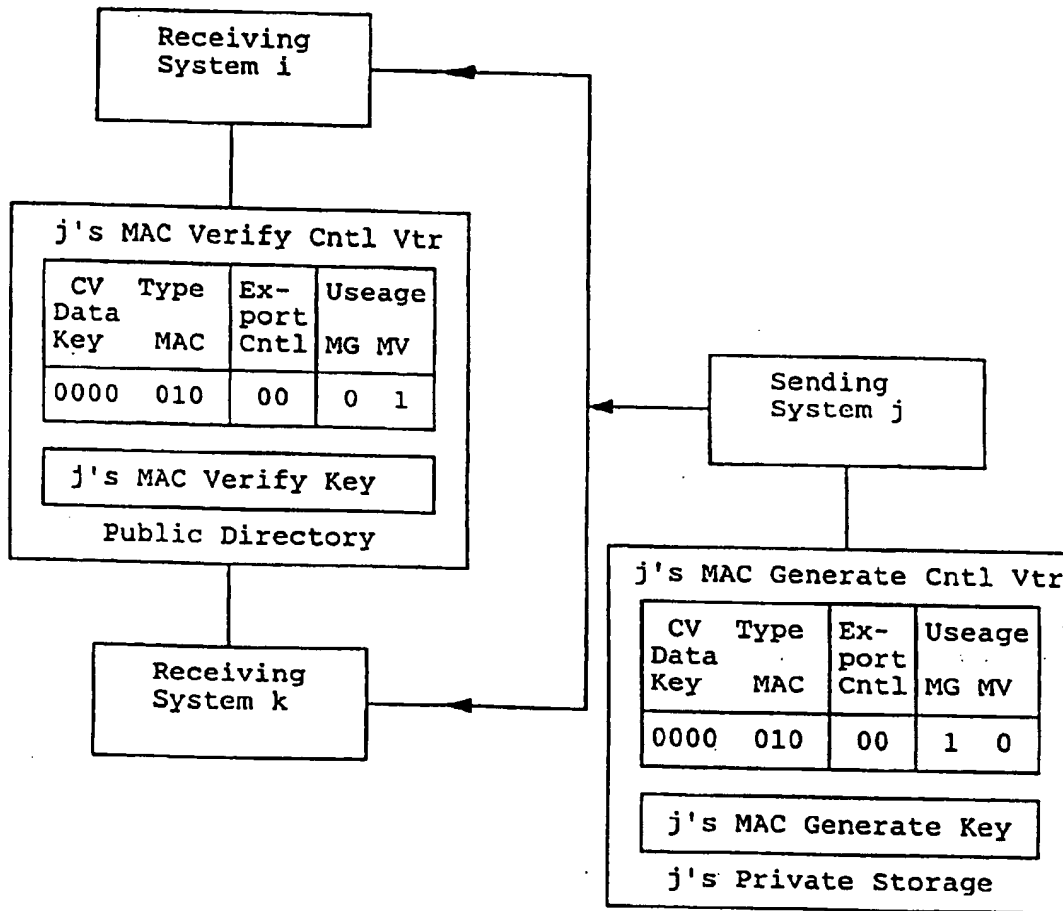 Receiving
System i
j's MAC Verify Cntl Vtr
CV Type Ex- Useage
Data port
Key MAC Cntl MG MV
0000 010 00 0 1
j's MAC Verify Key
Public Directory
Receiving
System k
Sending
System j
j's MAC Generate Cntl Vtr
CV Type Ex- Useage
Data port
Key MAC Cntl MG MV
0000 010 00 1 0
j's MAC Generate Key
j's Private Storage